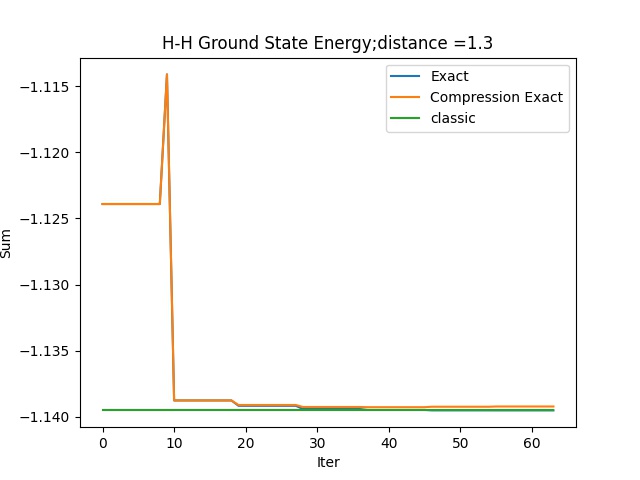 H-H Ground State Energy;distance =1.3
Exact
Compression Exact
classic
−1.115
−1.120
−1.125
−1.130
−1.135
−1.140
Sum
0
10
20
30
40
50
60
Iter